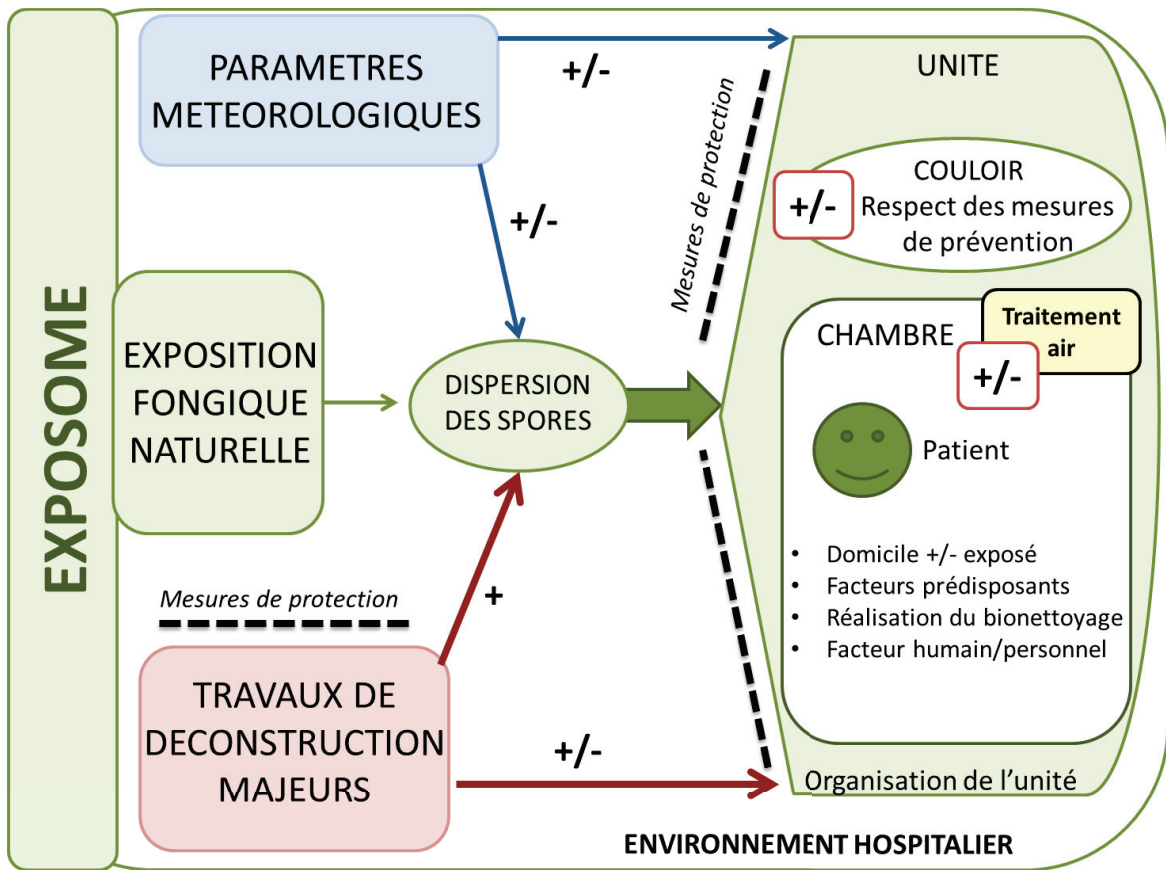 EXPOSOME
PARAMETRES
METEOROLOGIQUES
+/-
+/-
EXPOSITION
FONGIQUE
NATURELLE
DISPERSION
DES SPORES
Mesures de protection
+
TRAVAUX DE
DECONSTRUCTION
MAJEURS
+/-
Mesures de protection
UNITE
+/-
COULOIR
Respect des mesures
de prévention
CHAMBRE
Traitement
air
+/-
Patient
• Domicile +/- exposé
• Facteurs prédisposants
• Réalisation du bionettoyage
• Facteur humain/personnel
Organisation de l'unité
ENVIRONNEMENT HOSPITALIER